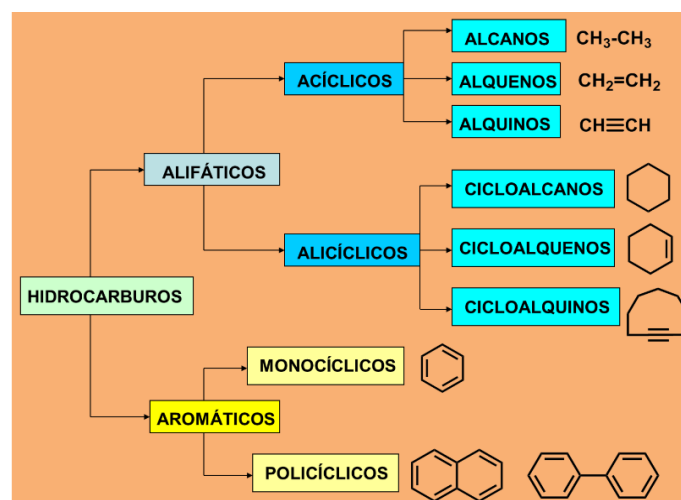 ALCANOS CH₃-CH₃
ACÍCLICOS ALQUENOS CH₂=CH₂
ALQUINOS CH≡CH
ALIFÁTICOS
CICLOALCANOS
ALICÍCLICOS CICLOALQUENOS
HIDROCARBUROS CICLOALQUINOS
MONOCÍCLICOS
AROMÁTICOS
POLICÍCLICOS